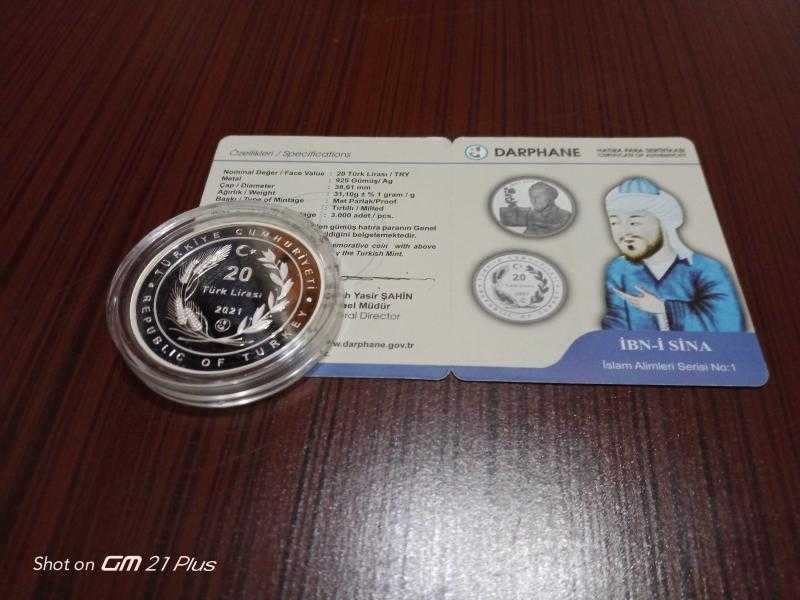 Özellikleri / Specifications
Nominal Değer / Face Value : 20 Türk Lirası / TRY
Metal : 925 Gümüş/ Ag
Çap / Diameter : 38,61 mm
Ağırlık / Weight : 31,10g ± % 1 gram / g
Baskı / Type of Mintage : Mat Parlak/Proof
: Tırtıllı / Milled
: 3.000 adet / pcs.
gümüş hatıra paranın Genel
belgelemektedir.
coin with above
by the Turkish Mint.
Yasir ŞAHİN
Müdür
Director
www.darphane.gov.tr
DARPHANE
HATIRA PARA SERTİFİKASI
CERTIFICATE OF AUTHENTICITY
20
Türk Lirası
2021
İBN-İ SİNA
İslam Alimleri Serisi No:1
TÜRKİYE CUMHURİYETİ
20
Türk Lirası
2021
REPUBLIC OF TURKEY
Shot on GM 21 Plus